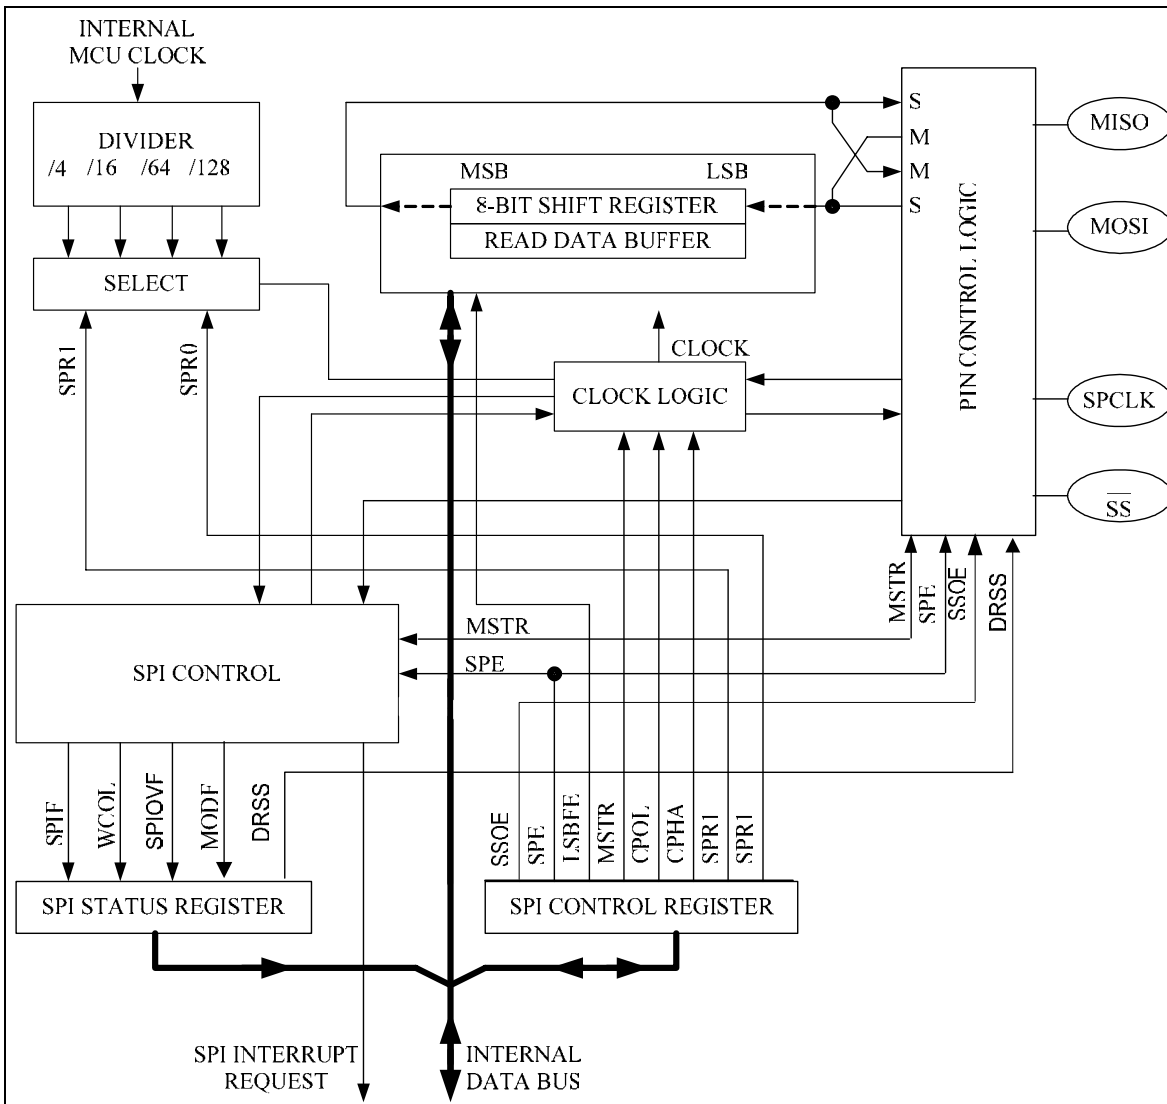 INTERNAL
MCU CLOCK
DIVIDER
/4 /16 /64 /128
SELECT
SPR1
SPR0
MSB LSB
8-BIT SHIFT REGISTER
READ DATA BUFFER
S
M
M
S
PIN CONTROL LOGIC
MISO
MOSI
SPCLK
SS
CLOCK
CLOCK LOGIC
MSTR
SPE
SSOE
DRSS
SPI CONTROL
MSTR
SPE
SPIF
WCOL
SPIOVF
MODF
DRSS
SSOE
SPE
LSBFE
MSTR
CPOL
CPHA
SPR1
SPR1
SPI STATUS REGISTER
SPI CONTROL REGISTER
SPI INTERRUPT
REQUEST
INTERNAL
DATA BUS